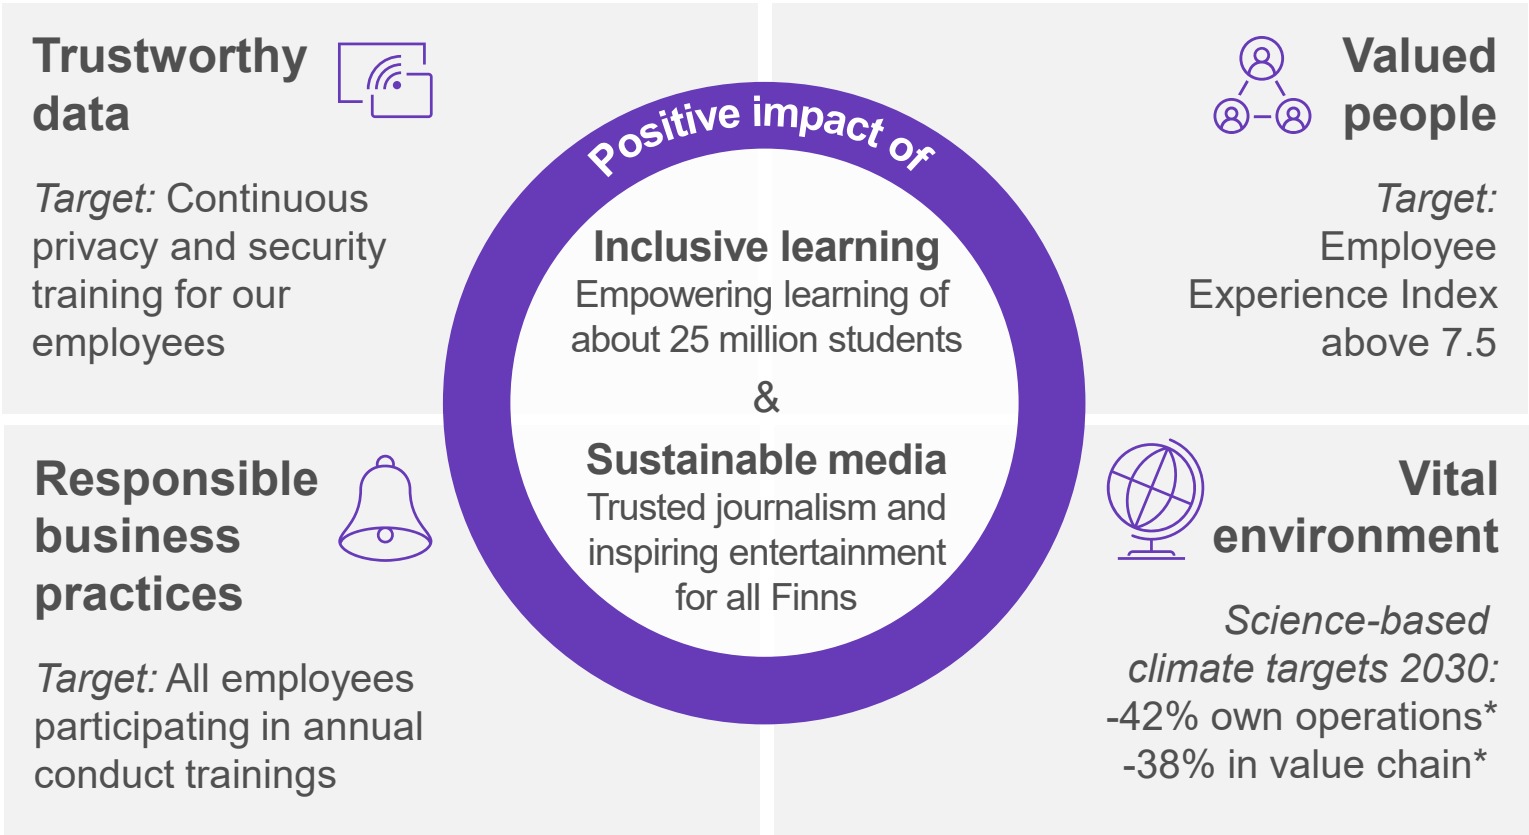 Trustworthy
data
Target: Continuous
privacy and security
training for our
employees
Valued
people
Target:
Employee
Experience Index
above 7.5
Positive impact of
Inclusive learning
Empowering learning of
about 25 million students
&
Sustainable media
Trusted journalism and
inspiring entertainment
for all Finns
Responsible
business
practices
Target: All employees
participating in annual
conduct trainings
Vital
environment
Science-based
climate targets 2030:
-42% own operations*
-38% in value chain*